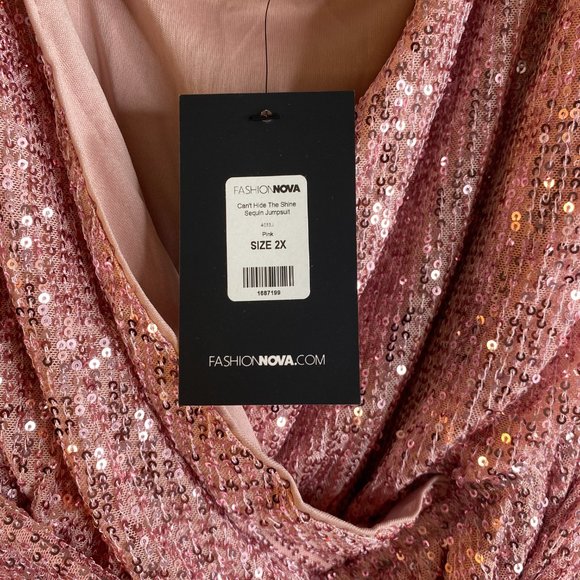 FASHIONNOVA
Can't Hide The Shine
Sequin Jumpsuit
Pink
SIZE 2X
1687199
FASHIONNOVA.COM